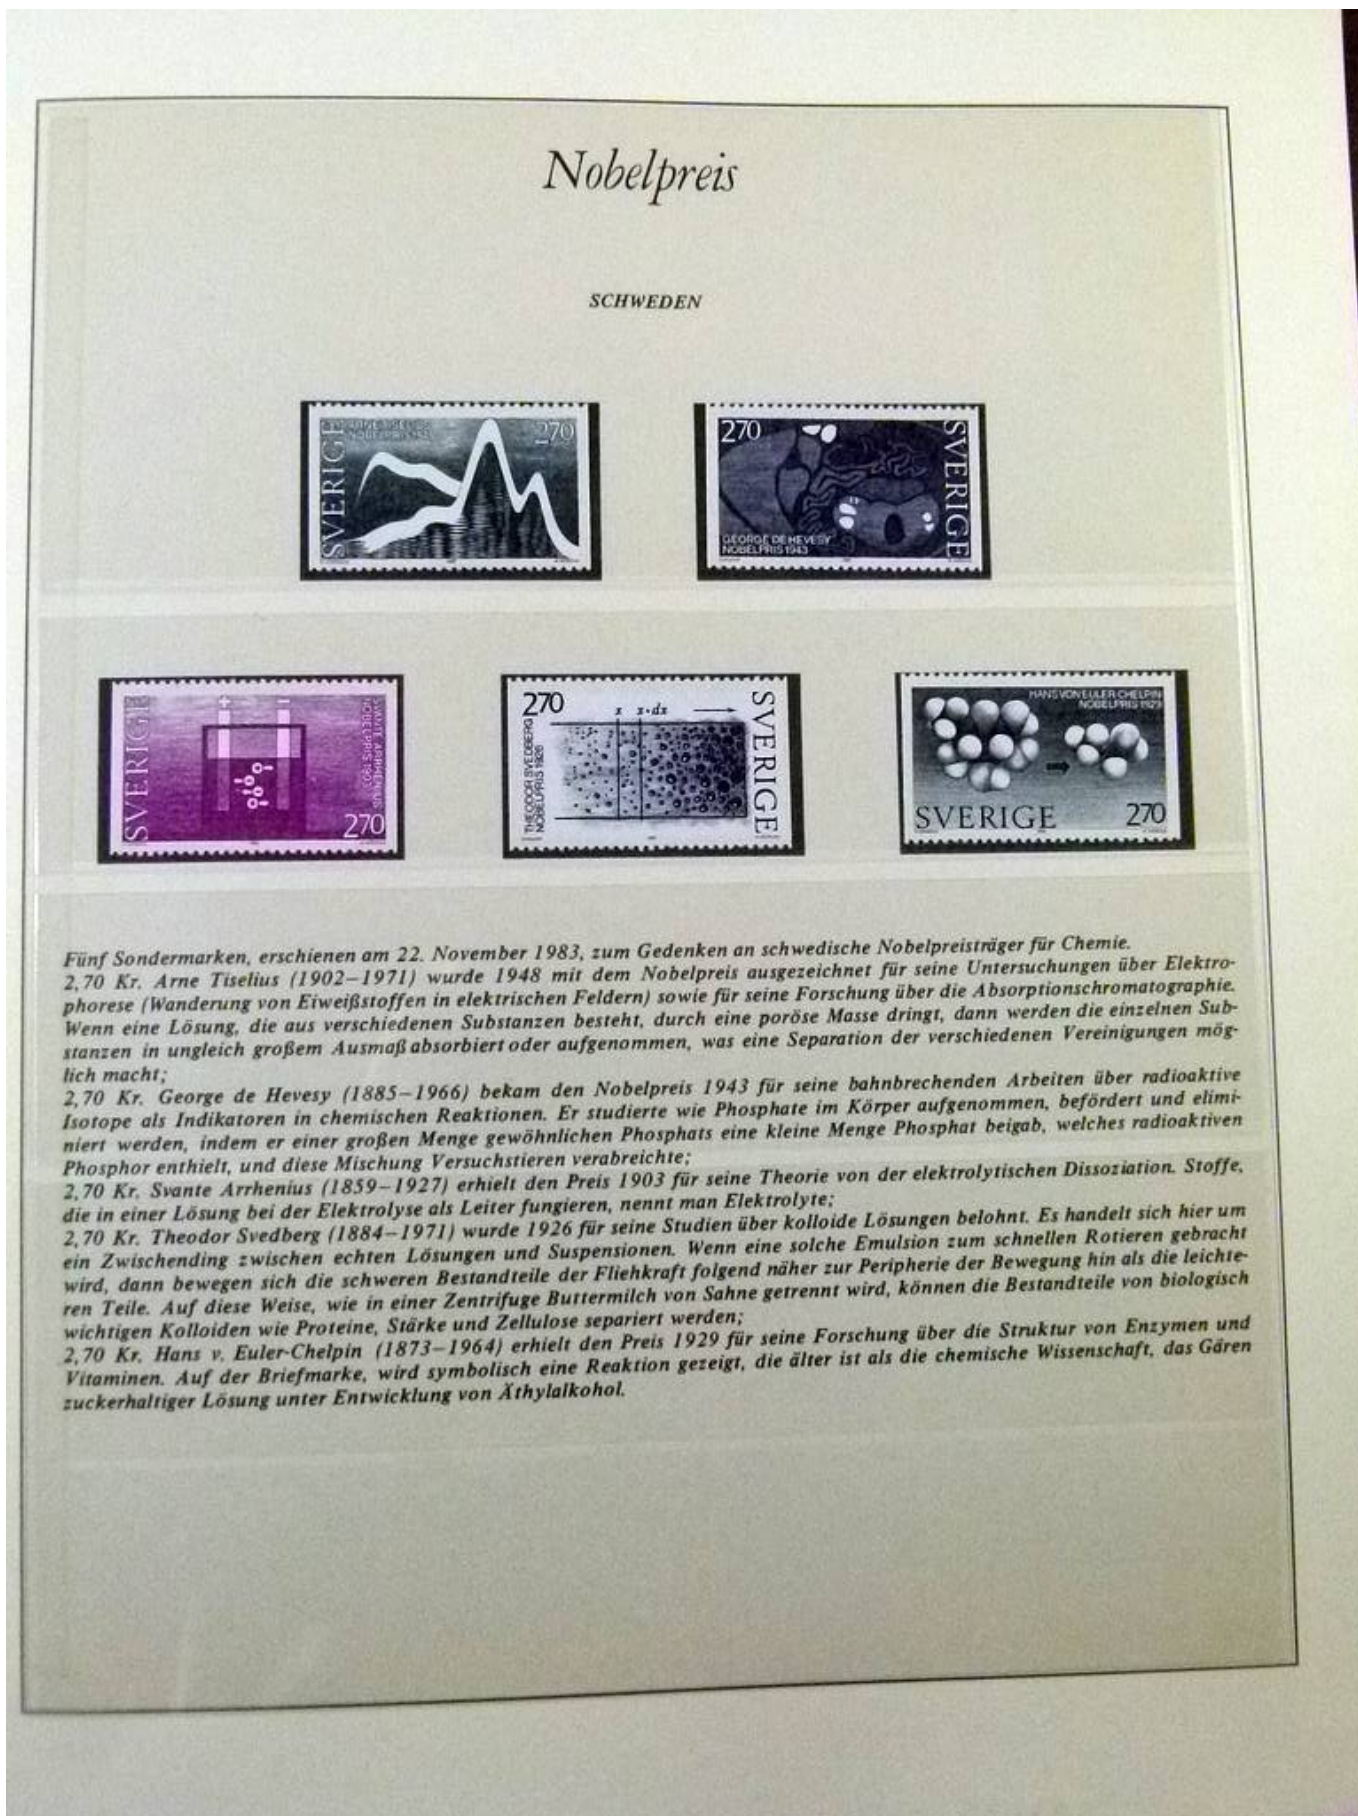 Nobelpreis
SCHWEDEN
SVERIGE
NOBELPRIS
270
270
SVERIGE
GEORGE DE HEVESY
NOBELPRIS 1943
SVERIGE
+ -
SVANTE ARRHENIUS
NOBELPRIS 1903
270
270
x x+dx
THEODOR SVEDBERG
NOBELPRIS 1926
SVERIGE
HANS VON EULER-CHELPIN
NOBELPRIS 1929
SVERIGE 270
Fünf Sondermarken, erschienen am 22. November 1983, zum Gedenken an schwedische Nobelpreisträger für Chemie.
2,70 Kr. Arne Tiselius (1902–1971) wurde 1948 mit dem Nobelpreis ausgezeichnet für seine Untersuchungen über Elektro-
phorese (Wanderung von Eiweißstoffen in elektrischen Feldern) sowie für seine Forschung über die Absorptionschromatographie.
Wenn eine Lösung, die aus verschiedenen Substanzen besteht, durch eine poröse Masse dringt, dann werden die einzelnen Sub-
stanzen in ungleich großem Ausmaß absorbiert oder aufgenommen, was eine Separation der verschiedenen Vereinigungen mög-
lich macht;
2,70 Kr. George de Hevesy (1885–1966) bekam den Nobelpreis 1943 für seine bahnbrechenden Arbeiten über radioaktive
Isotope als Indikatoren in chemischen Reaktionen. Er studierte wie Phosphate im Körper aufgenommen, befördert und elimi-
niert werden, indem er einer großen Menge gewöhnlichen Phosphats eine kleine Menge Phosphat beigab, welches radioaktiven
Phosphor enthielt, und diese Mischung Versuchstieren verabreichte;
2,70 Kr. Svante Arrhenius (1859–1927) erhielt den Preis 1903 für seine Theorie von der elektrolytischen Dissoziation. Stoffe,
die in einer Lösung bei der Elektrolyse als Leiter fungieren, nennt man Elektrolyte;
2,70 Kr. Theodor Svedberg (1884–1971) wurde 1926 für seine Studien über kolloide Lösungen belohnt. Es handelt sich hier um
ein Zwischending zwischen echten Lösungen und Suspensionen. Wenn eine solche Emulsion zum schnellen Rotieren gebracht
wird, dann bewegen sich die schweren Bestandteile der Fliehkraft folgend näher zur Peripherie der Bewegung hin als die leichte-
ren Teile. Auf diese Weise, wie in einer Zentrifuge Buttermilch von Sahne getrennt wird, können die Bestandteile von biologisch
wichtigen Kolloiden wie Proteine, Stärke und Zellulose separiert werden;
2,70 Kr. Hans v. Euler-Chelpin (1873–1964) erhielt den Preis 1929 für seine Forschung über die Struktur von Enzymen und
Vitaminen. Auf der Briefmarke, wird symbolisch eine Reaktion gezeigt, die älter ist als die chemische Wissenschaft, das Gären
zuckerhaltiger Lösung unter Entwicklung von Äthylalkohol.